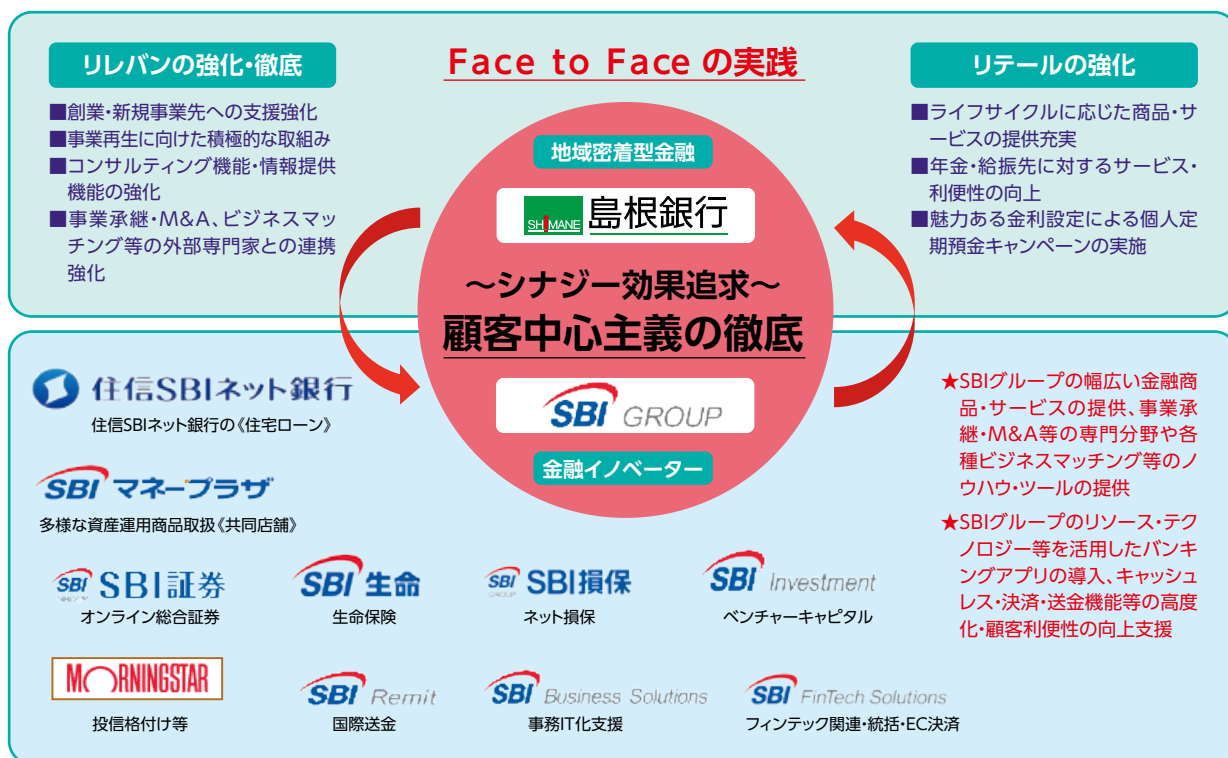 リレバンの強化・徹底
■創業・新規事業先への支援強化
■事業再生に向けた積極的な取組み
■コンサルティング機能・情報提供
機能の強化
■事業承継・M&A、ビジネスマッ
チング等の外部専門家との連携
強化
Face to Face の実践
地域密着型金融
SHIMANE 島根銀行
～シナジー効果追求～
顧客中心主義の徹底
SBI GROUP
金融イノベーター
リテールの強化
■ライフサイクルに応じた商品・サ
ービスの提供充実
■年金・給振先に対するサービス・
利便性の向上
■魅力ある金利設定による個人定
期預金キャンペーンの実施
住信SBIネット銀行
住信SBIネット銀行の《住宅ローン》
SBI マネープラザ
多様な資産運用商品取扱《共同店舗》
SBI SBI証券
オンライン総合証券
SBI 生命
生命保険
SBI GROUP SBI損保
ネット損保
SBI Investment
ベンチャーキャピタル
MORNINGSTAR
投信格付け等
SBI Remit
国際送金
SBI Business Solutions
事務IT化支援
SBI FinTech Solutions
フィンテック関連・統括・EC決済
★SBIグループの幅広い金融商
品・サービスの提供、事業承
継・M&A等の専門分野や各
種ビジネスマッチング等のノ
ウハウ・ツールの提供
★SBIグループのリソース・テク
ノロジー等を活用したバンキ
ングアプリの導入、キャッシュ
レス・決済・送金機能等の高度
化・顧客利便性の向上支援